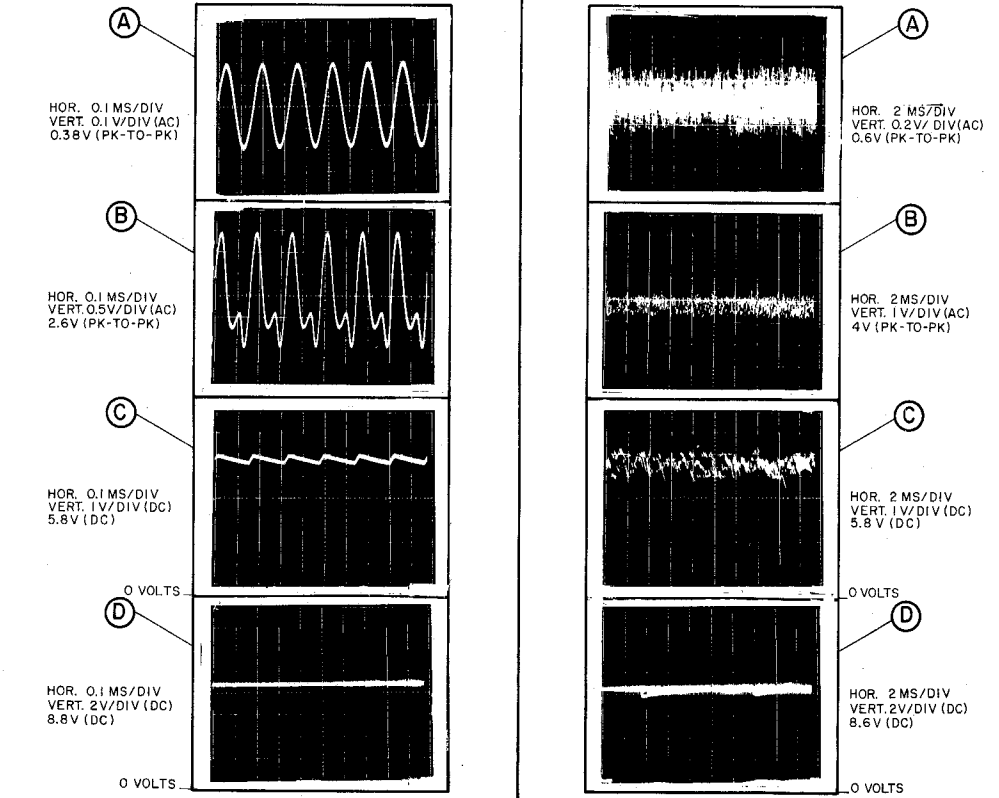 A
HOR. 0.1 MS/DIV
VERT. 0.1 V/DIV (AC)
0.38V (PK-TO-PK)
B
HOR. 0.1 MS/DIV
VERT. 0.5V/DIV (AC)
2.6V (PK-TO-PK)
C
HOR. 0.1 MS/DIV
VERT. 1V/DIV (DC)
5.8V (DC)
0 VOLTS
D
HOR. 0.1 MS/DIV
VERT. 2V/DIV (DC)
8.8V (DC)
0 VOLTS
A
HOR. 2 MS/DIV
VERT. 0.2V/ DIV (AC)
0.6V (PK-TO-PK)
B
HOR. 2 MS/DIV
VERT. 1V/DIV (AC)
4V (PK-TO-PK)
C
HOR. 2 MS/DIV
VERT. 1V/DIV (DC)
5.8V (DC)
0 VOLTS
D
HOR. 2 MS/DIV
VERT. 2V/DIV (DC)
8.6V (DC)
0 VOLTS